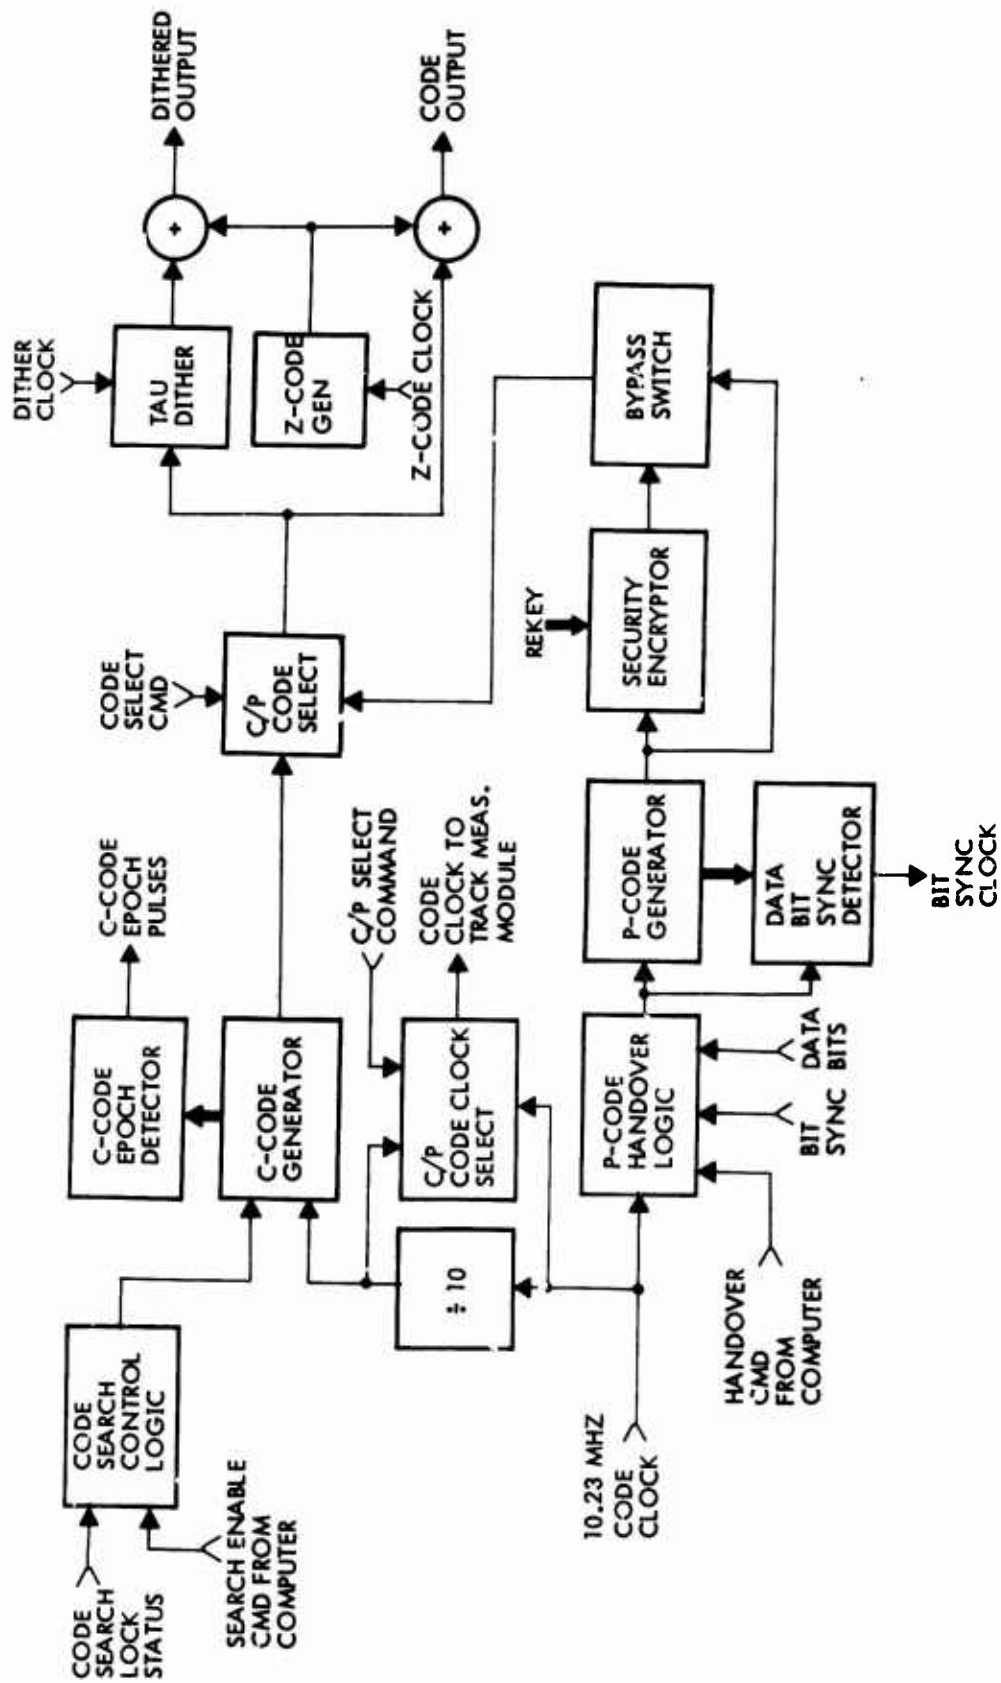 CODE
SEARCH
LOCK
STATUS
SEARCH ENABLE
CMD FROM
COMPUTER
CODE
SEARCH
CONTROL
LOGIC
C-CODE
EPOCH
DETECTOR
C-CODE
EPOCH
PULSES
C-CODE
GENERATOR
CODE
SELECT
CMD
C/P
CODE
SELECT
DITHER
CLOCK
TAU
DITHER
+
DITHERED
OUTPUT
Z-CODE
GEN
Z-CODE CLOCK
+
CODE
OUTPUT
÷ 10
C/P
CODE CLOCK
SELECT
C/P SELECT
COMMAND
CODE
CLOCK TO
TRACK MEAS.
MODULE
10.23 MHZ
CODE
CLOCK
P-CODE
HANDOVER
LOGIC
HANDOVER
CMD
FROM
COMPUTER
BIT
SYNC
DATA
BITS
P-CODE
GENERATOR
DATA
BIT
SYNC
DETECTOR
BIT
SYNC
CLOCK
REKEY
SECURITY
ENCRYPTOR
BYPASS
SWITCH